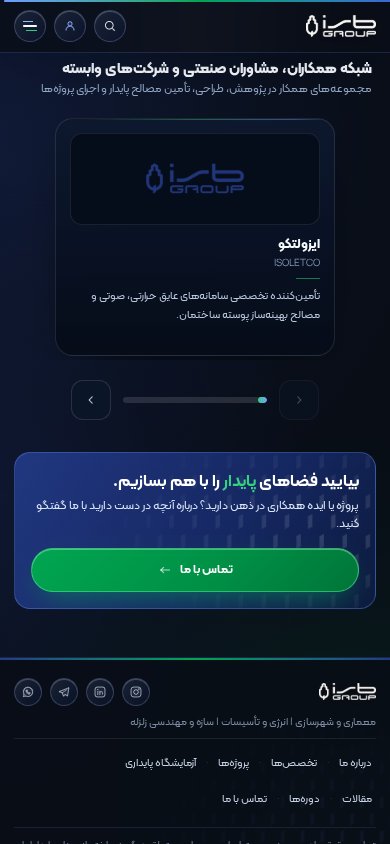 GROUP
شبکه همکاران، مشاوران صنعتی و شرکت‌های وابسته
مجموعه‌های همکار در پژوهش، طراحی، تأمین مصالح پایدار و اجرای پروژه‌ها
GROUP
ایزولتکو
ISOLETCO
تأمین‌کننده تخصصی سامانه‌های عایق حرارتی، صوتی و
مصالح بهینه‌ساز پوسته ساختمان.
بیایید فضاهای پایدار را با هم بسازیم.
پروژه یا ایده همکاری در ذهن دارید؟ درباره آنچه در دست دارید با ما گفتگو
کنید.
تماس با ما ←
GROUP
معماری و شهرسازی | انرژی و تأسیسات | سازه و مهندسی زلزله
درباره ما · تخصص‌ها · پروژه‌ها · آزمایشگاه پایداری
مقالات · دوره‌ها · تماس با ما